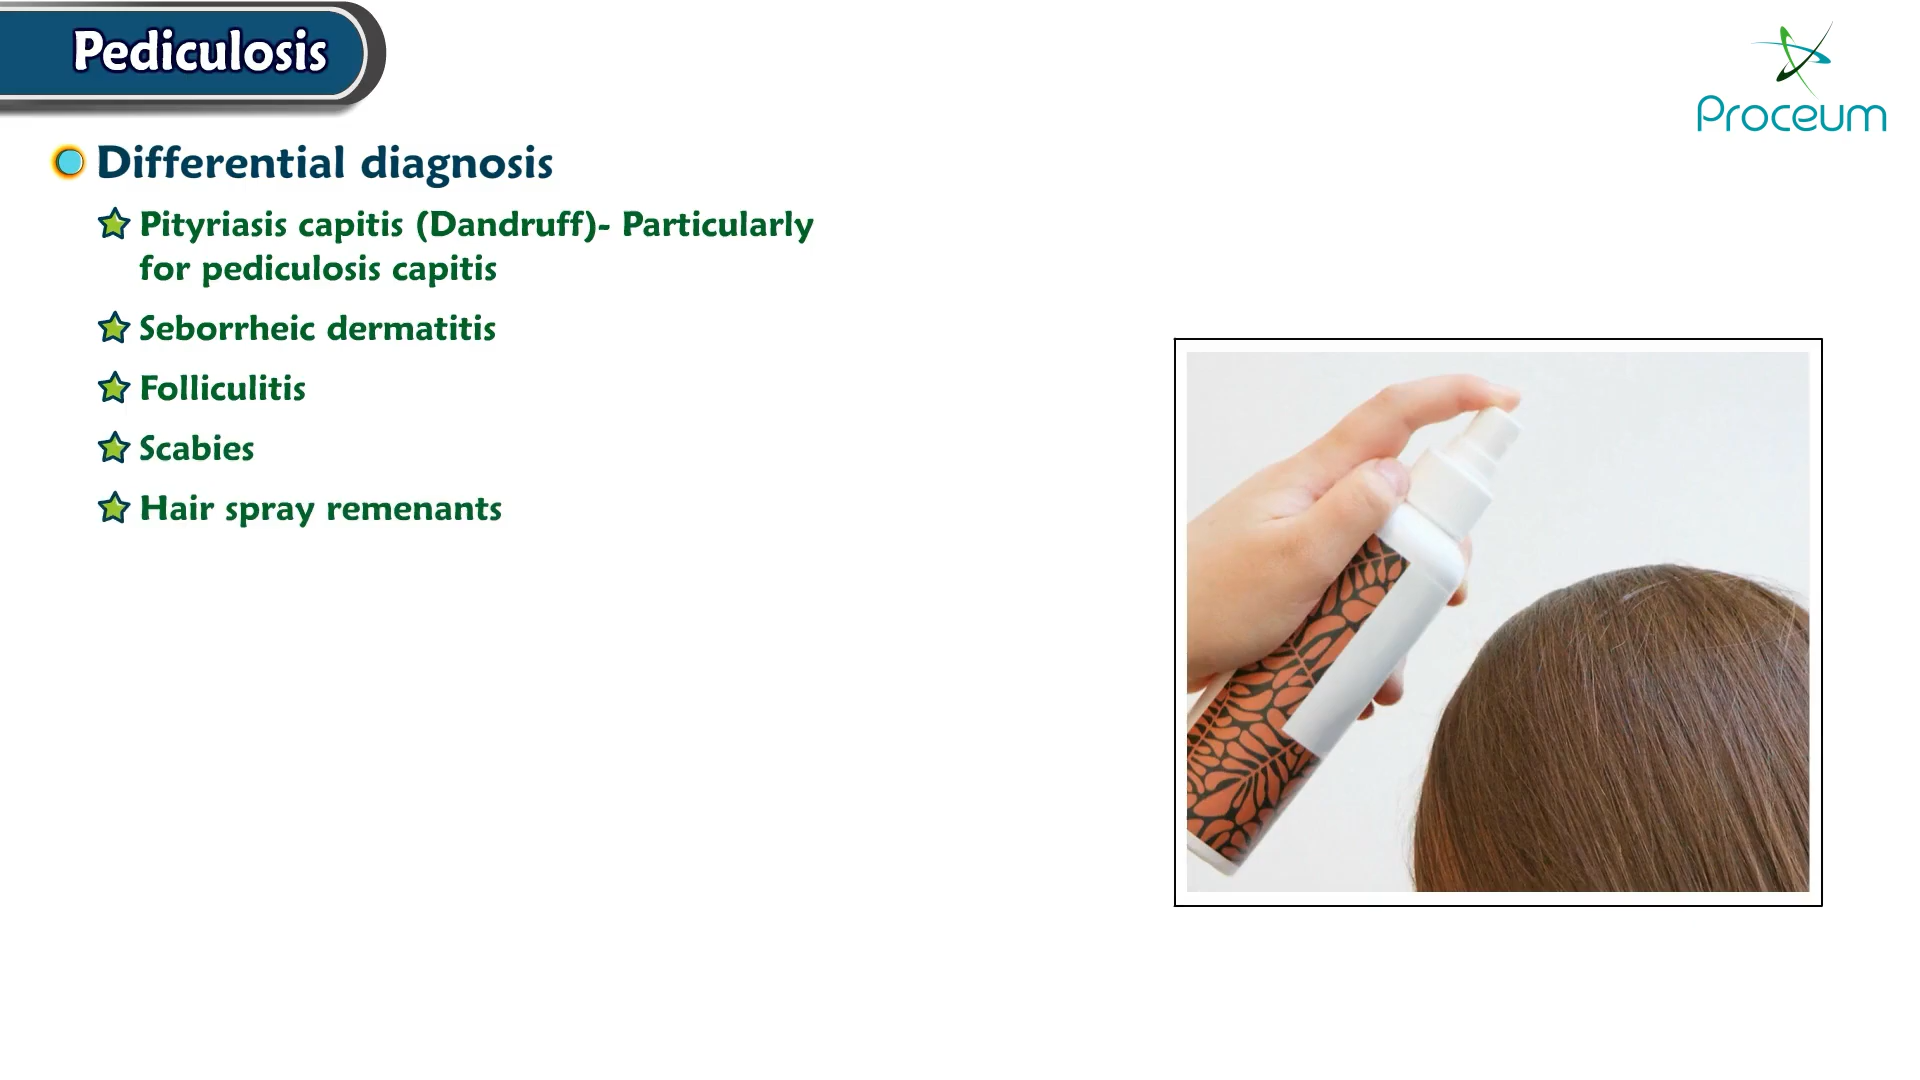 Pediculosis
Proceum
Differential diagnosis
Pityriasis capitis (Dandruff)- Particularly
for pediculosis capitis
Seborrheic dermatitis
Folliculitis
Scabies
Hair spray remenants